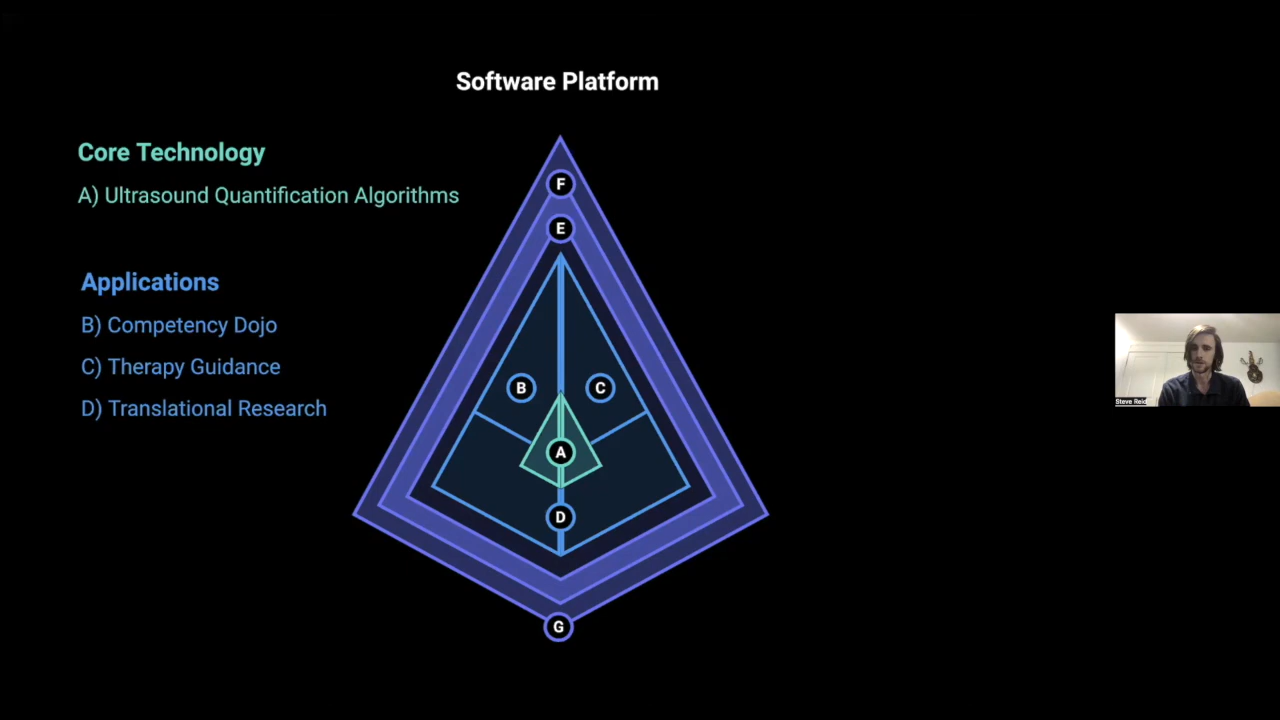 Software Platform
Core Technology
A) Ultrasound Quantification Algorithms
Applications
B) Competency Dojo
C) Therapy Guidance
D) Translational Research
F
E
B
C
A
D
G
Steve Reid